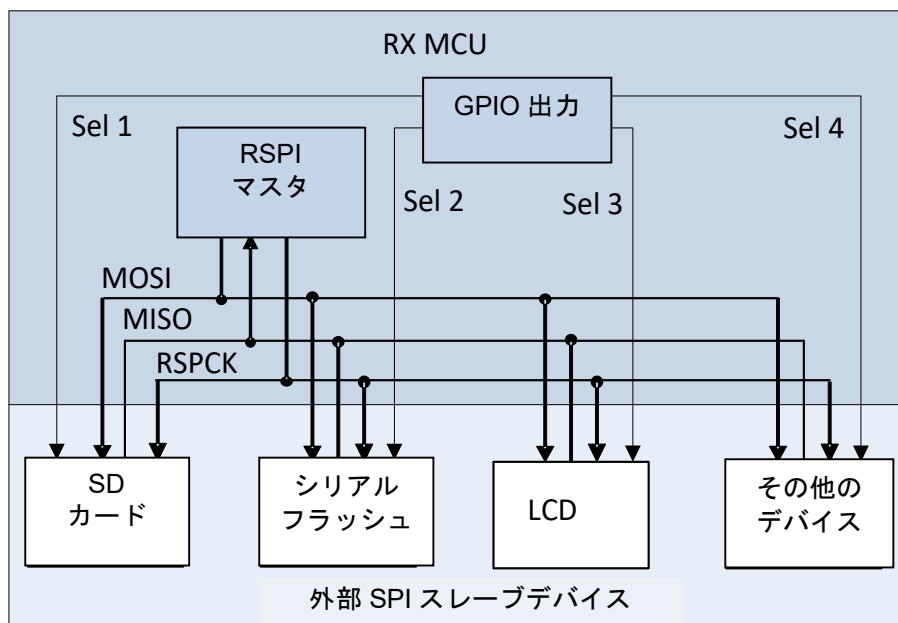 RX MCU
GPIO 出力
Sel 1
Sel 4
RSPI
マスタ
Sel 2
Sel 3
MOSI
MISO
RSPCK
SD
カード
シリアル
フラッシュ
LCD
その他の
デバイス
外部 SPI スレーブデバイス